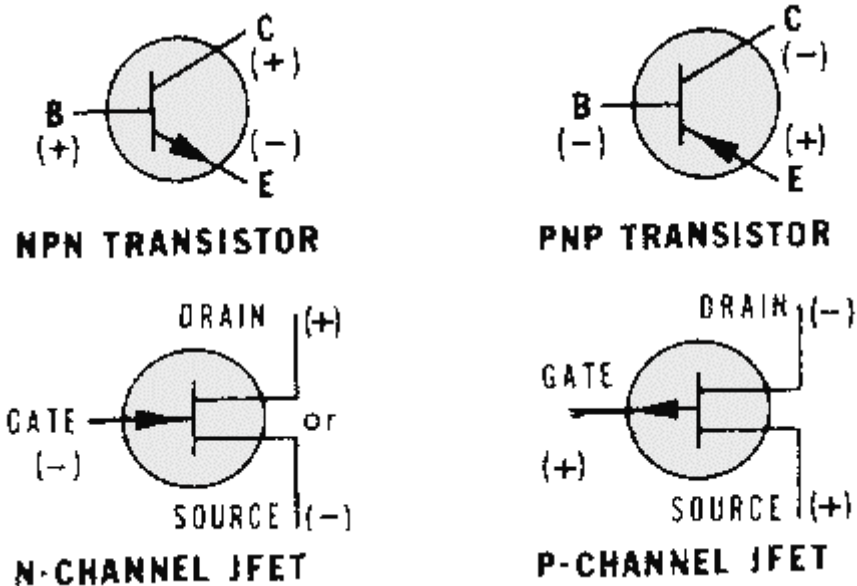 C
(+)
B
(+)
(−)
E
NPN TRANSISTOR
C
(−)
B
(−)
(+)
E
PNP TRANSISTOR
DRAIN (+)
GATE
(−)
or
SOURCE (−)
N-CHANNEL JFET
DRAIN (−)
GATE
(+)
SOURCE (+)
P-CHANNEL JFET